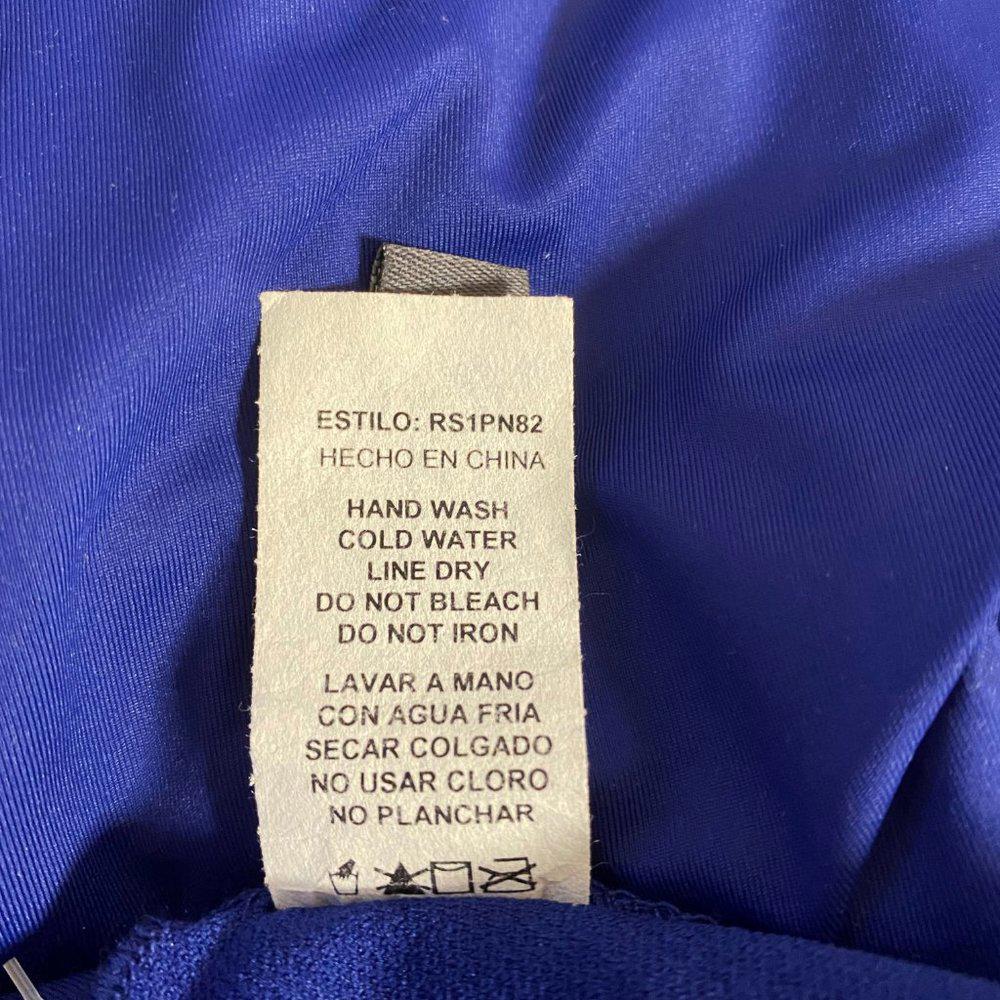 ESTILO: RS1PN82
HECHO EN CHINA
HAND WASH
COLD WATER
LINE DRY
DO NOT BLEACH
DO NOT IRON
LAVAR A MANO
CON AGUA FRIA
SECAR COLGADO
NO USAR CLORO
NO PLANCHAR